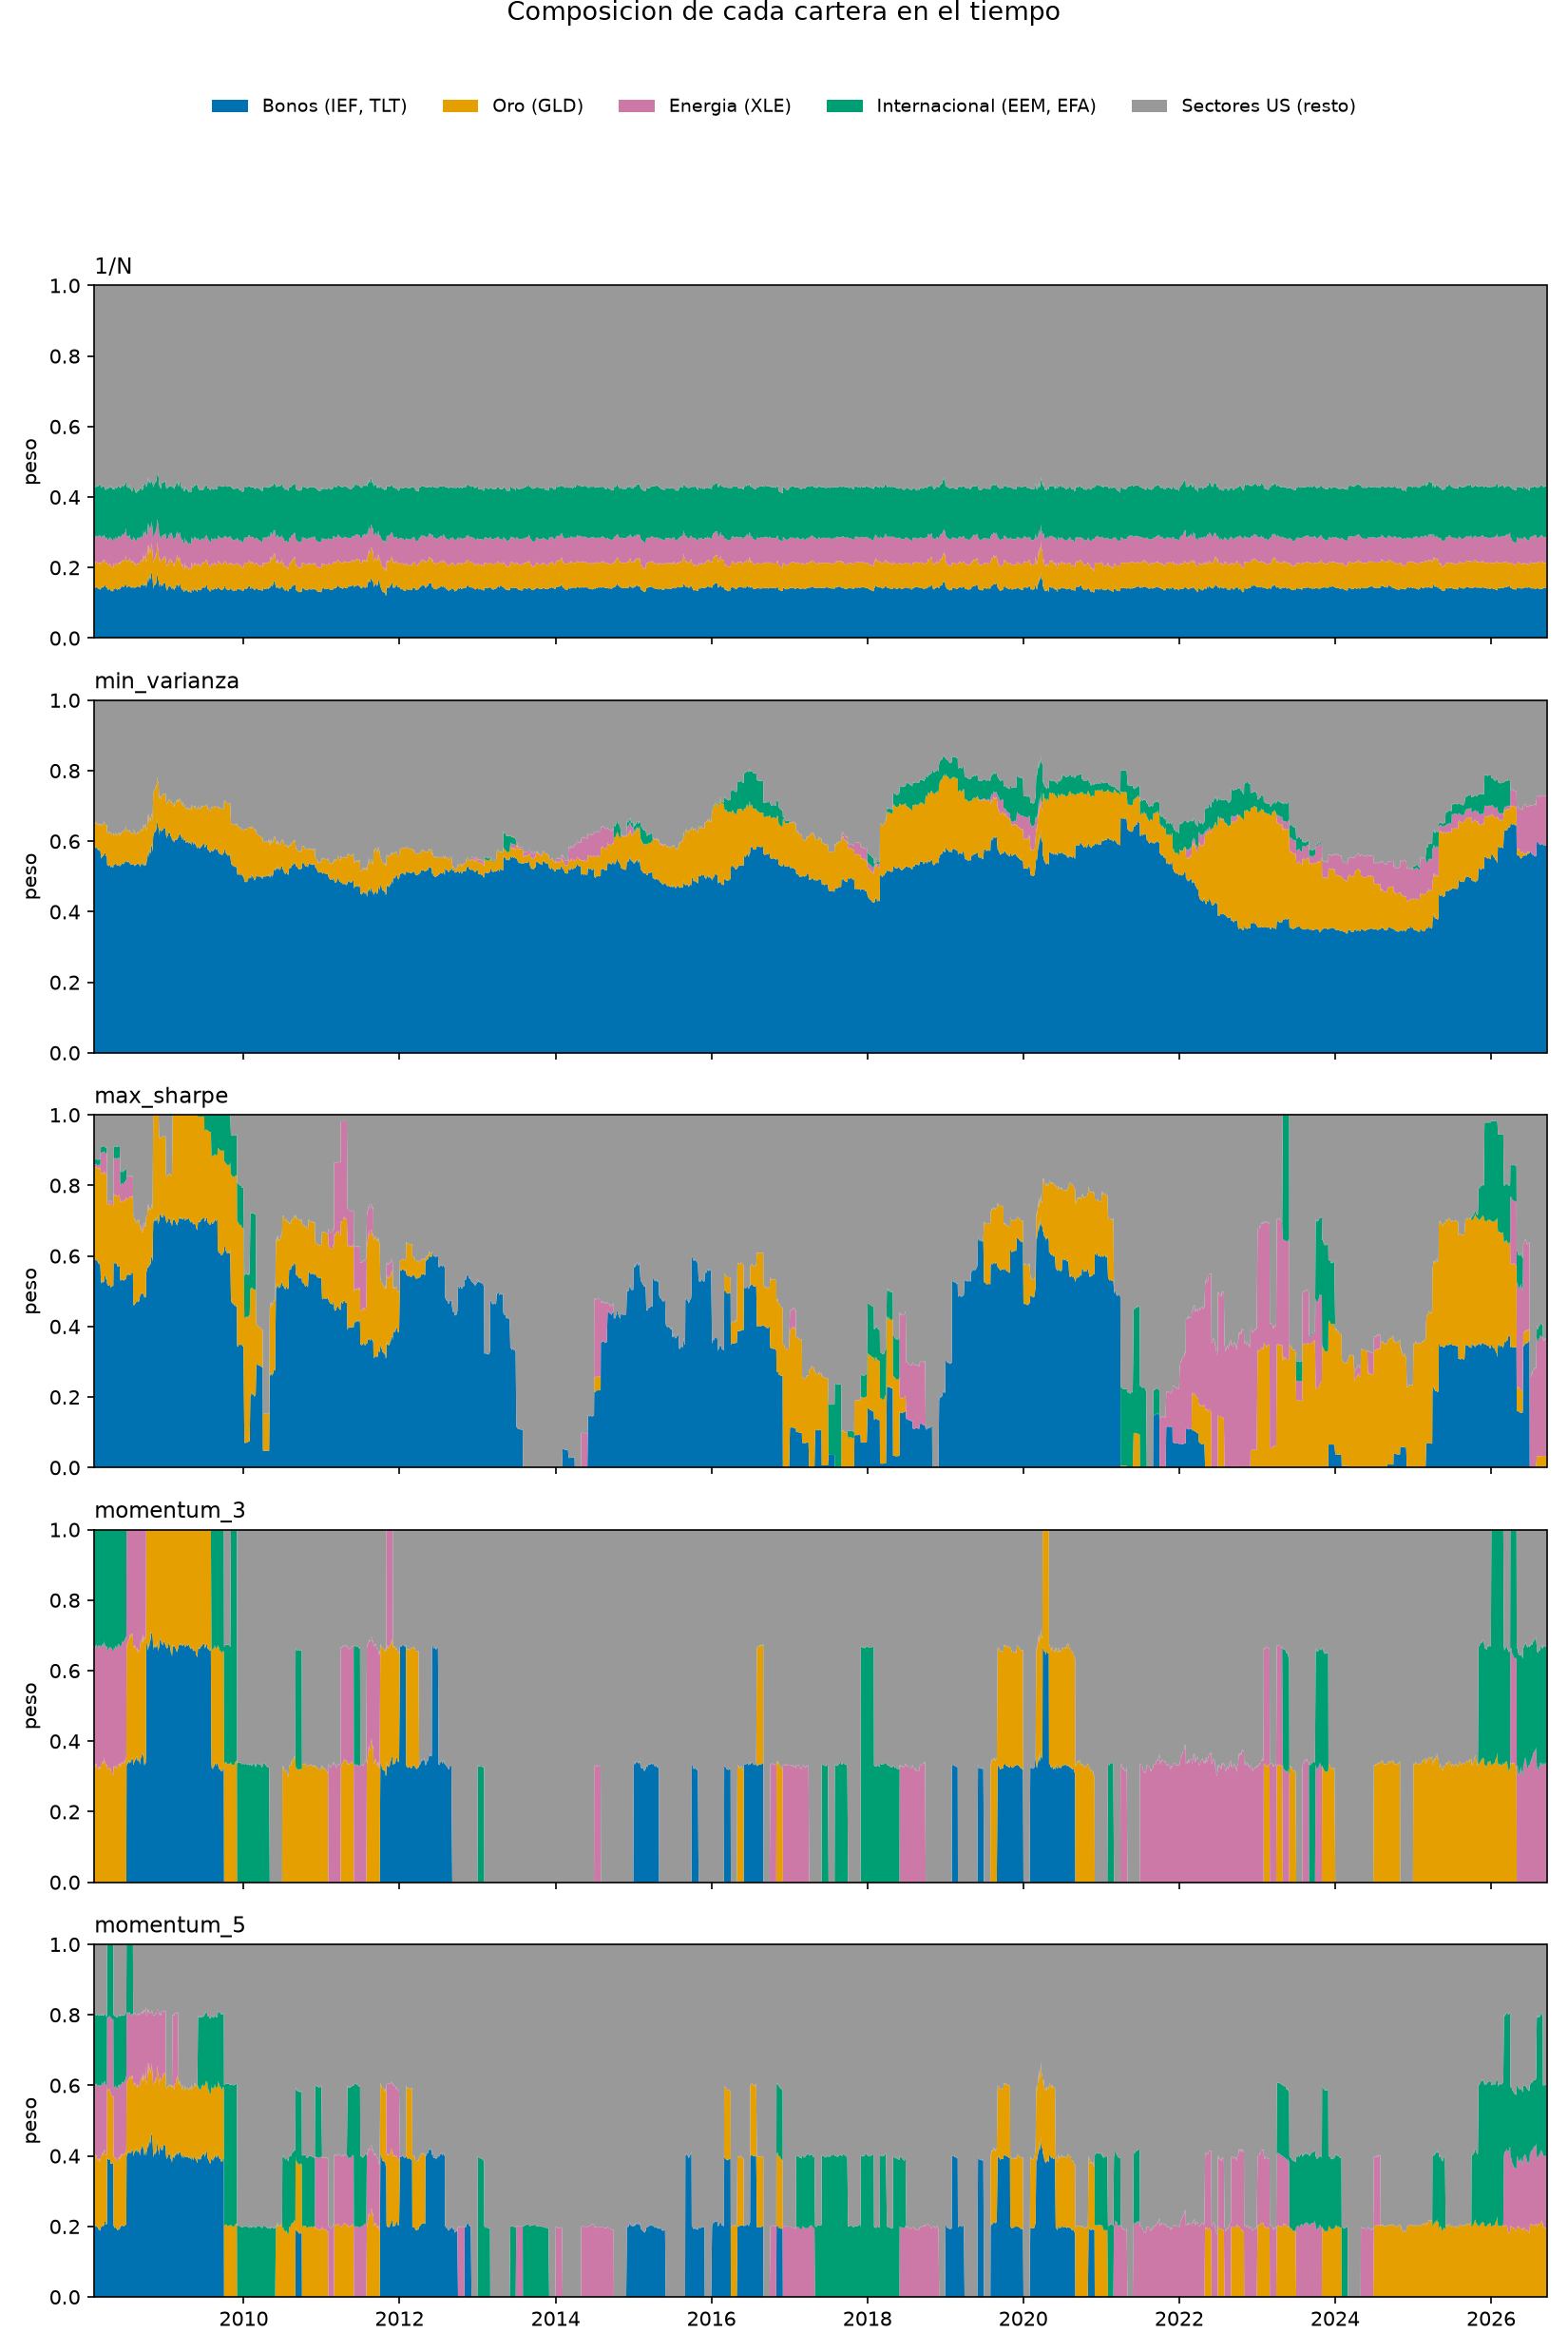 Composicion de cada cartera en el tiempo
Bonos (IEF, TLT) Oro (GLD) Energia (XLE) Internacional (EEM, EFA) Sectores US (resto)
1/N
1.0
0.8
0.6
0.4
0.2
0.0
peso
min_varianza
1.0
0.8
0.6
0.4
0.2
0.0
peso
max_sharpe
1.0
0.8
0.6
0.4
0.2
0.0
peso
momentum_3
1.0
0.8
0.6
0.4
0.2
0.0
peso
momentum_5
1.0
0.8
0.6
0.4
0.2
0.0
peso
2010 2012 2014 2016 2018 2020 2022 2024 2026